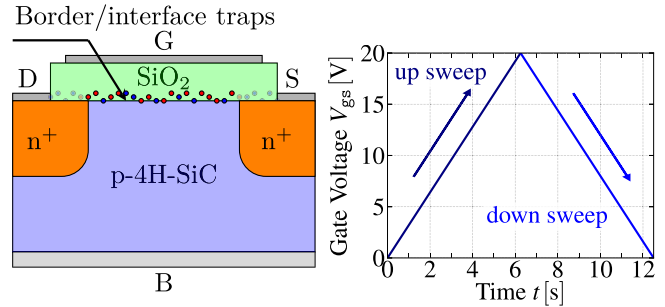 Border/interface traps
G
D
SiO₂
S
n⁺
n⁺
p-4H-SiC
B
Gate Voltage Vgs [V]
20
15
10
5
0
up sweep
down sweep
0 2 4 6 8 10 12
Time t [s]